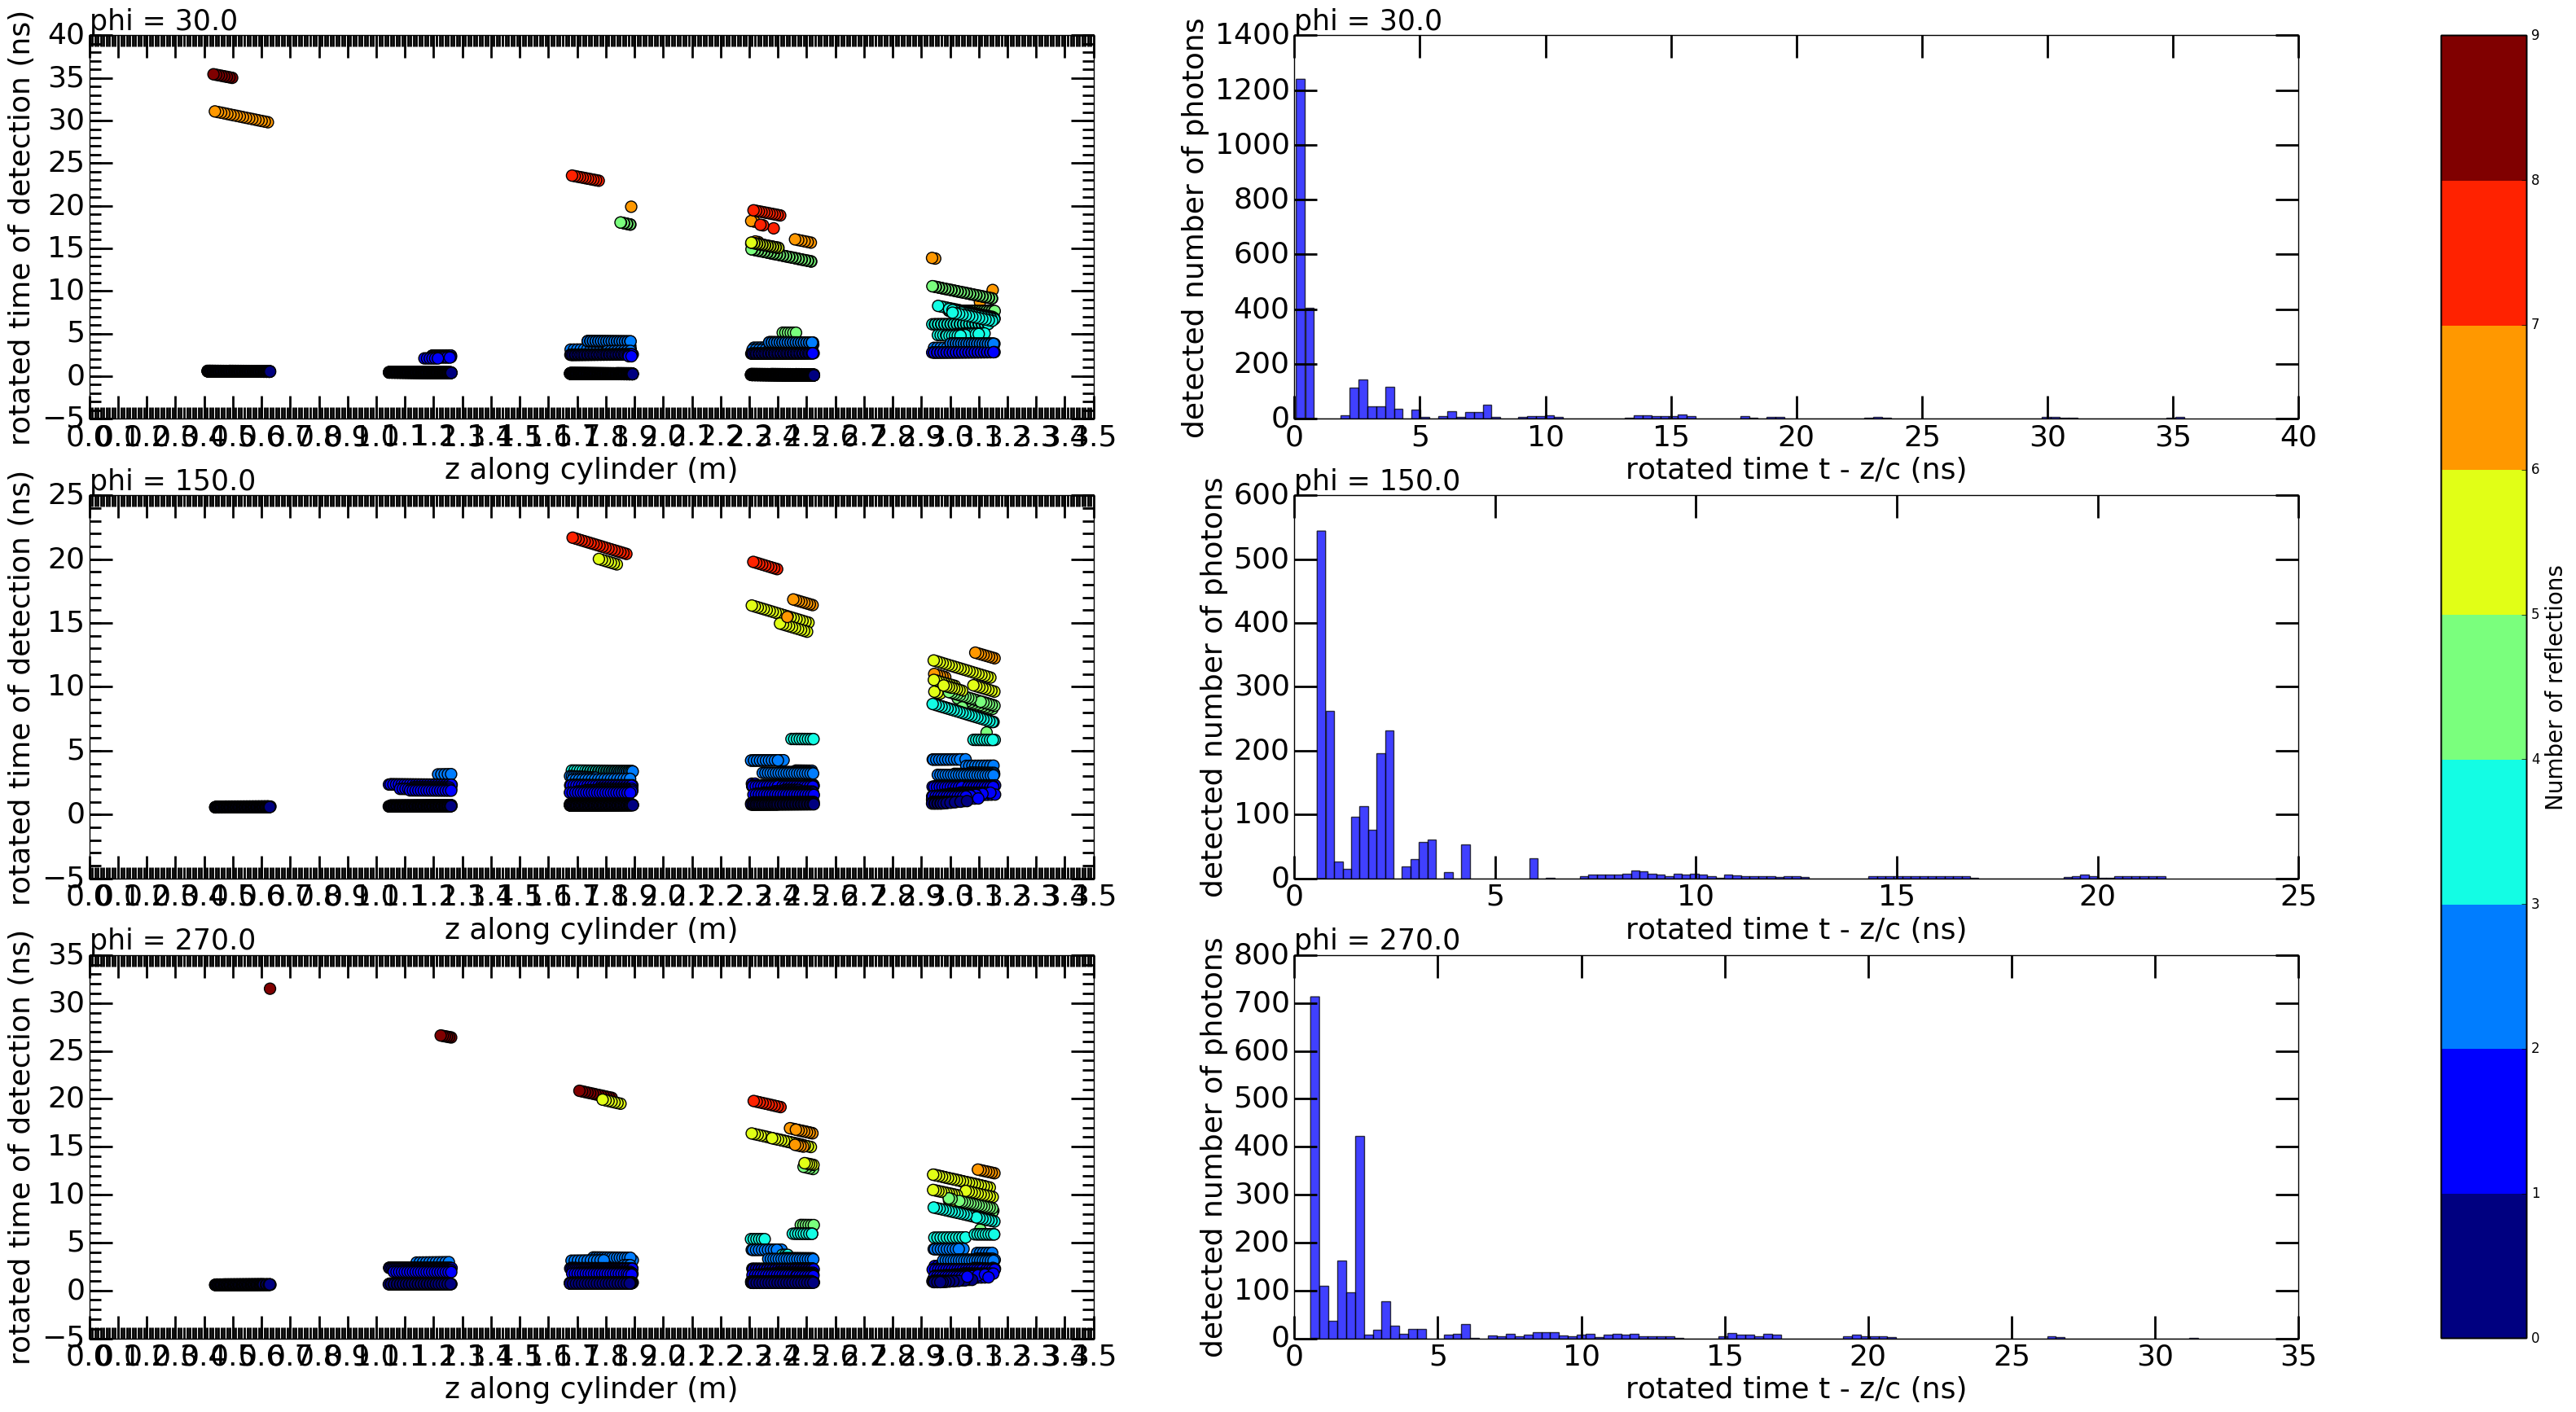 phi = 30.0
rotated time of detection (ns)
40
35
30
25
20
15
10
5
0
−5
z along cylinder (m)
phi = 30.0
detected number of photons
1400
1200
1000
800
600
400
200
0
0 5 10 15 20 25 30 35 40
rotated time t - z/c (ns)
phi = 150.0
rotated time of detection (ns)
25
20
15
10
5
0
−5
z along cylinder (m)
phi = 150.0
detected number of photons
600
500
400
300
200
100
0
0 5 10 15 20 25
rotated time t - z/c (ns)
phi = 270.0
rotated time of detection (ns)
35
30
25
20
15
10
5
0
−5
z along cylinder (m)
phi = 270.0
detected number of photons
800
700
600
500
400
300
200
100
0
0 5 10 15 20 25 30 35
rotated time t - z/c (ns)
9
8
7
6
5
4
3
2
1
0
Number of reflections